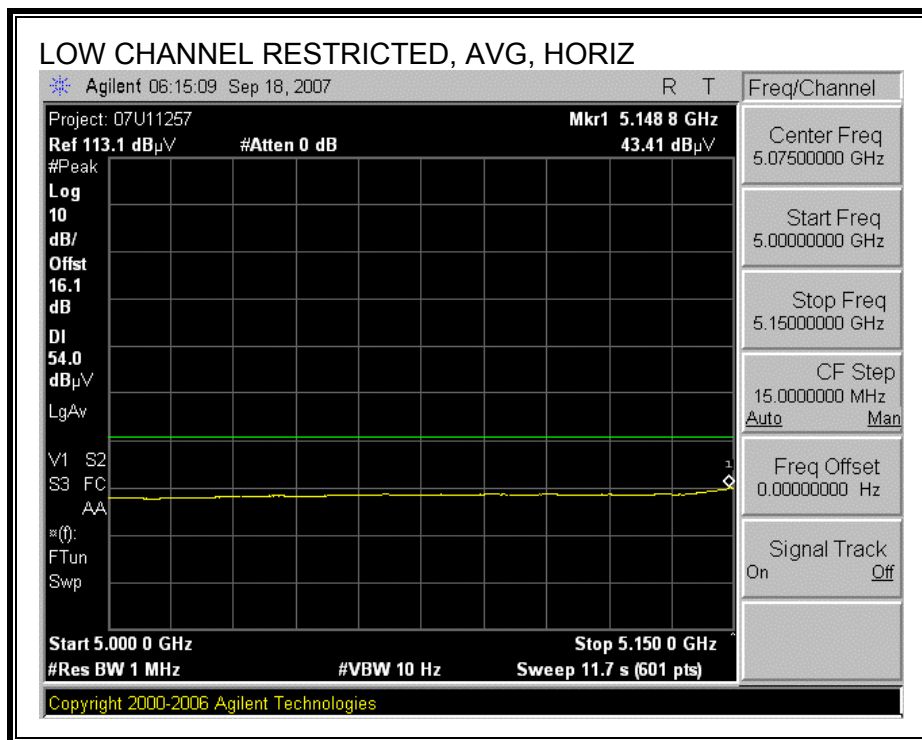 LOW CHANNEL RESTRICTED, AVG, HORIZ
Agilent 06:15:09 Sep 18, 2007 R T
Freq/Channel
Project: 07U11257 Mkr1 5.148 8 GHz
Ref 113.1 dBµV #Atten 0 dB 43.41 dBµV
#Peak
Log
10
dB/
Offst
16.1
dB
DI
54.0
dBµV
LgAv
V1 S2
S3 FC
AA
¤(f):
FTun
Swp
1
Start 5.000 0 GHz Stop 5.150 0 GHz
#Res BW 1 MHz #VBW 10 Hz Sweep 11.7 s (601 pts)
Center Freq
5.07500000 GHz
Start Freq
5.00000000 GHz
Stop Freq
5.15000000 GHz
CF Step
15.0000000 MHz
Auto Man
Freq Offset
0.00000000 Hz
Signal Track
On Off
Copyright 2000-2006 Agilent Technologies